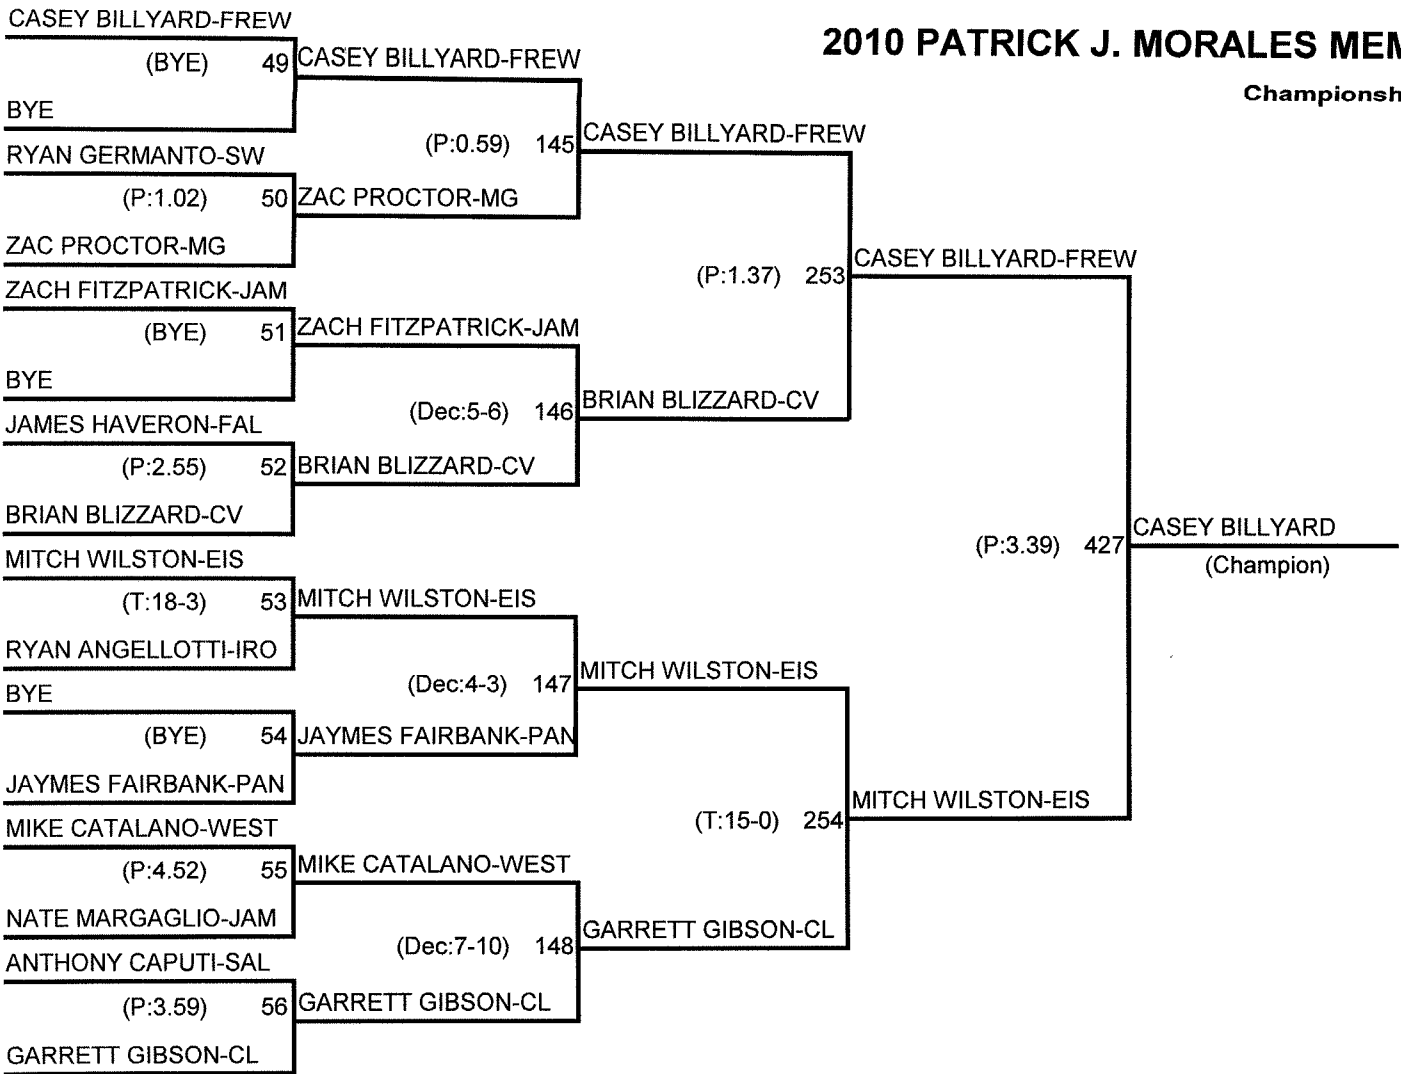 2010 PATRICK J. MORALES MEM
Championsh
CASEY BILLYARD-FREW
(BYE) 49
BYE
RYAN GERMANTO-SW
(P:1.02) 50
ZAC PROCTOR-MG
ZACH FITZPATRICK-JAM
(BYE) 51
BYE
JAMES HAVERON-FAL
(P:2.55) 52
BRIAN BLIZZARD-CV
MITCH WILSTON-EIS
(T:18-3) 53
RYAN ANGELLOTTI-IRO
BYE
(BYE) 54
JAYMES FAIRBANK-PAN
MIKE CATALANO-WEST
(P:4.52) 55
NATE MARGAGLIO-JAM
ANTHONY CAPUTI-SAL
(P:3.59) 56
GARRETT GIBSON-CL
CASEY BILLYARD-FREW
(P:0.59) 145
ZAC PROCTOR-MG
ZACH FITZPATRICK-JAM
(Dec:5-6) 146
BRIAN BLIZZARD-CV
MITCH WILSTON-EIS
(Dec:4-3) 147
JAYMES FAIRBANK-PAN
MIKE CATALANO-WEST
(Dec:7-10) 148
GARRETT GIBSON-CL
CASEY BILLYARD-FREW
(P:1.37) 253
BRIAN BLIZZARD-CV
MITCH WILSTON-EIS
(T:15-0) 254
GARRETT GIBSON-CL
CASEY BILLYARD-FREW
(P:3.39) 427
MITCH WILSTON-EIS
CASEY BILLYARD
(Champion)